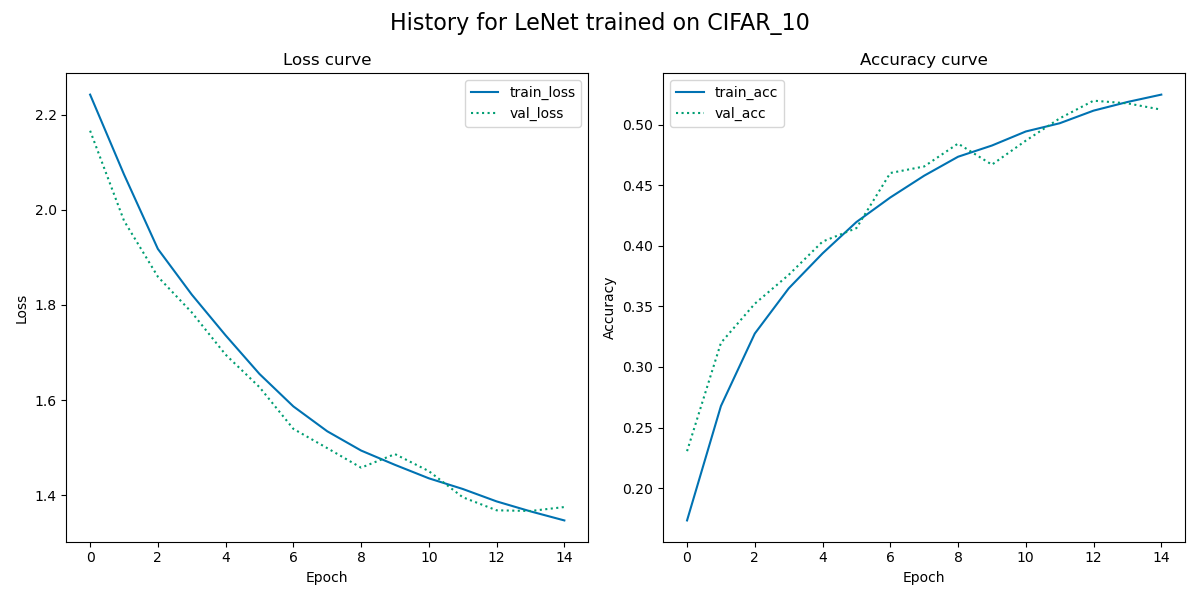 History for LeNet trained on CIFAR_10
Loss curve
train_loss
val_loss
2.2
2.0
1.8
1.6
1.4
Loss
0 2 4 6 8 10 12 14
Epoch
Accuracy curve
train_acc
val_acc
0.50
0.45
0.40
0.35
0.30
0.25
0.20
Accuracy
0 2 4 6 8 10 12 14
Epoch